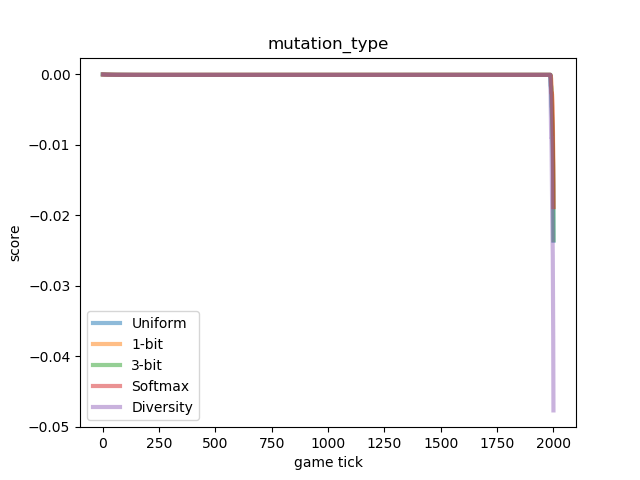 mutation_type
0.00
−0.01
−0.02
−0.03
−0.04
−0.05
score
Uniform
1-bit
3-bit
Softmax
Diversity
0 250 500 750 1000 1250 1500 1750 2000
game tick